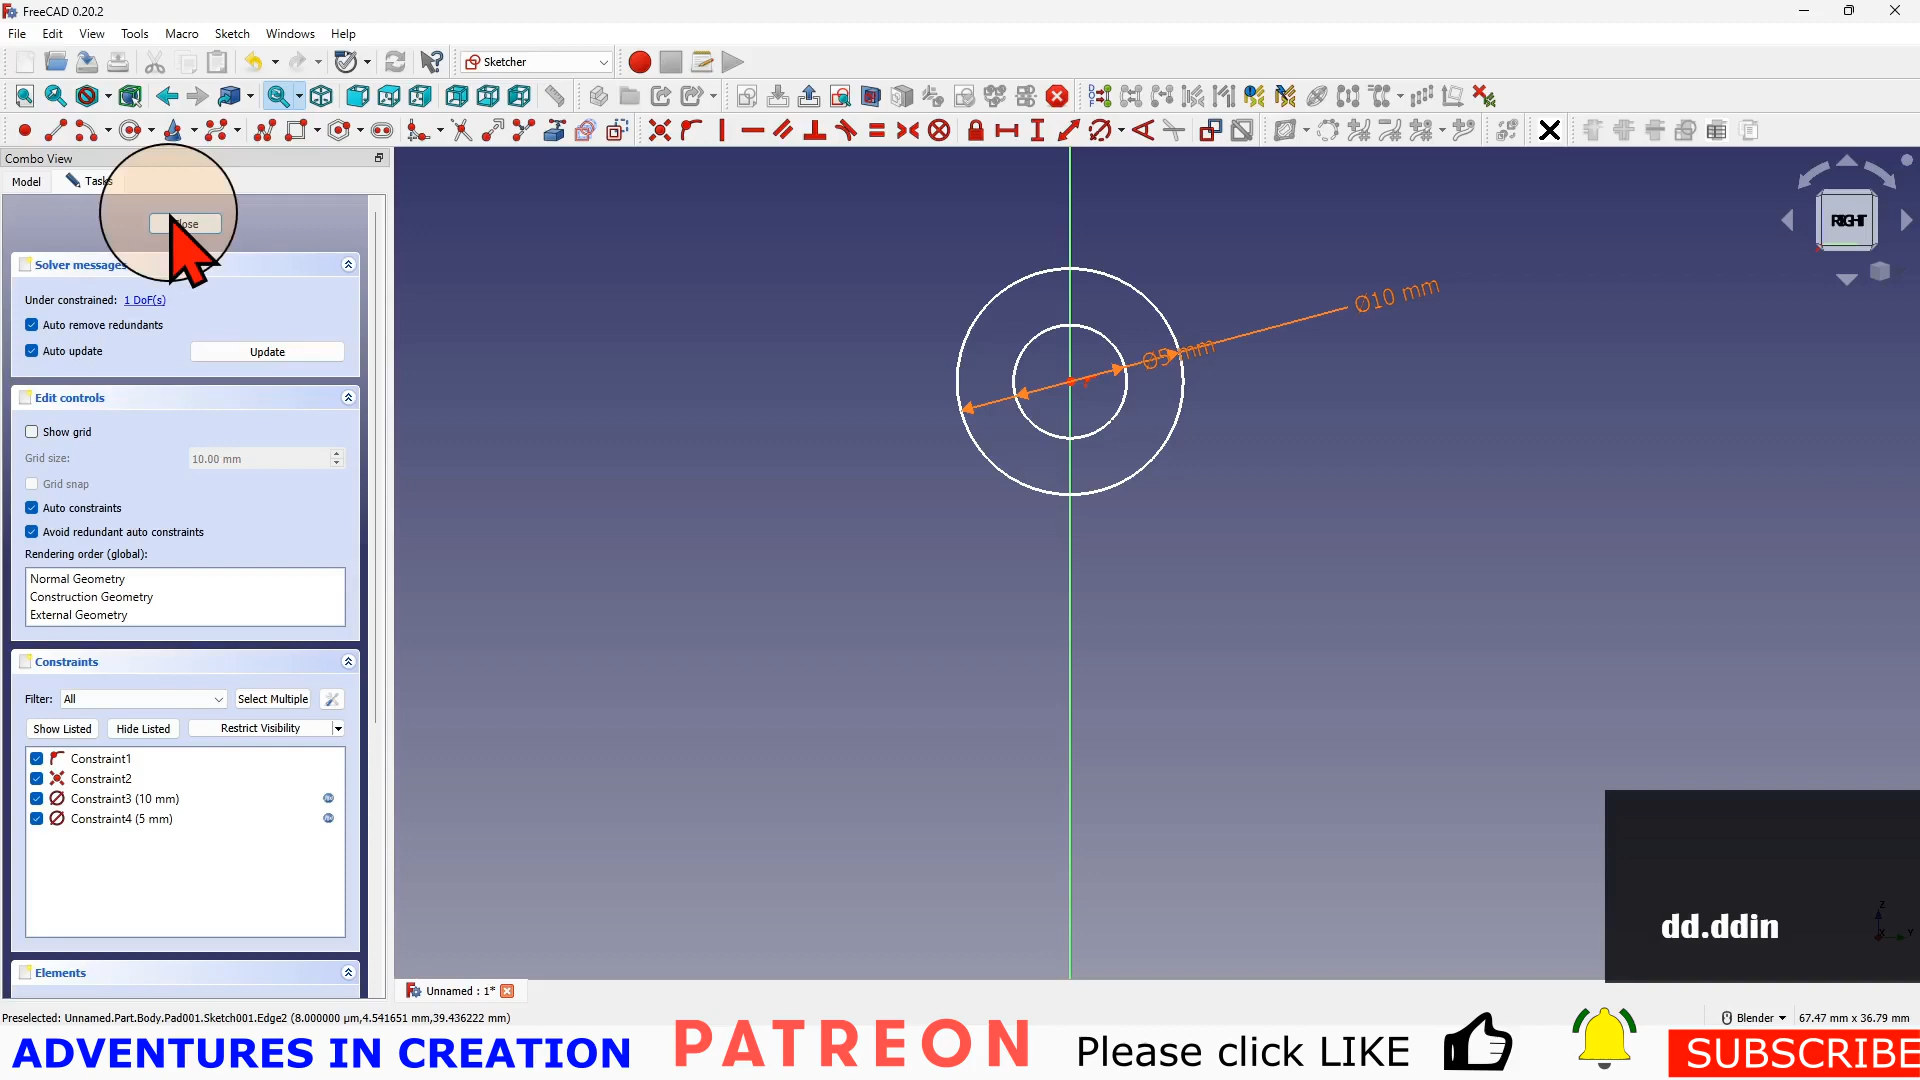 FreeCAD 0.20.2
File Edit View Tools Macro Sketch Windows Help
Sketcher
Combo View
Model Tasks
Solver messages
Under constrained: 1 DoF(s)
Auto remove redundants
Auto update Update
Edit controls
Show grid
Grid size: 10.00 mm
Grid snap
Auto constraints
Avoid redundant auto constraints
Rendering order (global):
Normal Geometry
Construction Geometry
External Geometry
Constraints
Filter: All Select Multiple
Show Listed Hide Listed Restrict Visibility
Constraint1
Constraint2
Constraint3 (10 mm)
Constraint4 (5 mm)
Elements
Ø10 mm
Ø5 mm
RIGHT
dd.ddin
Z
Y
X
Unnamed : 1*
Preselected: Unnamed.Part.Body.Pad001.Sketch001.Edge2 (8.000000 µm,4.541651 mm,39.436222 mm)
Blender 67.47 mm x 36.79 mm
ADVENTURES IN CREATION
PATREON
Please click LIKE
SUBSCRIBE